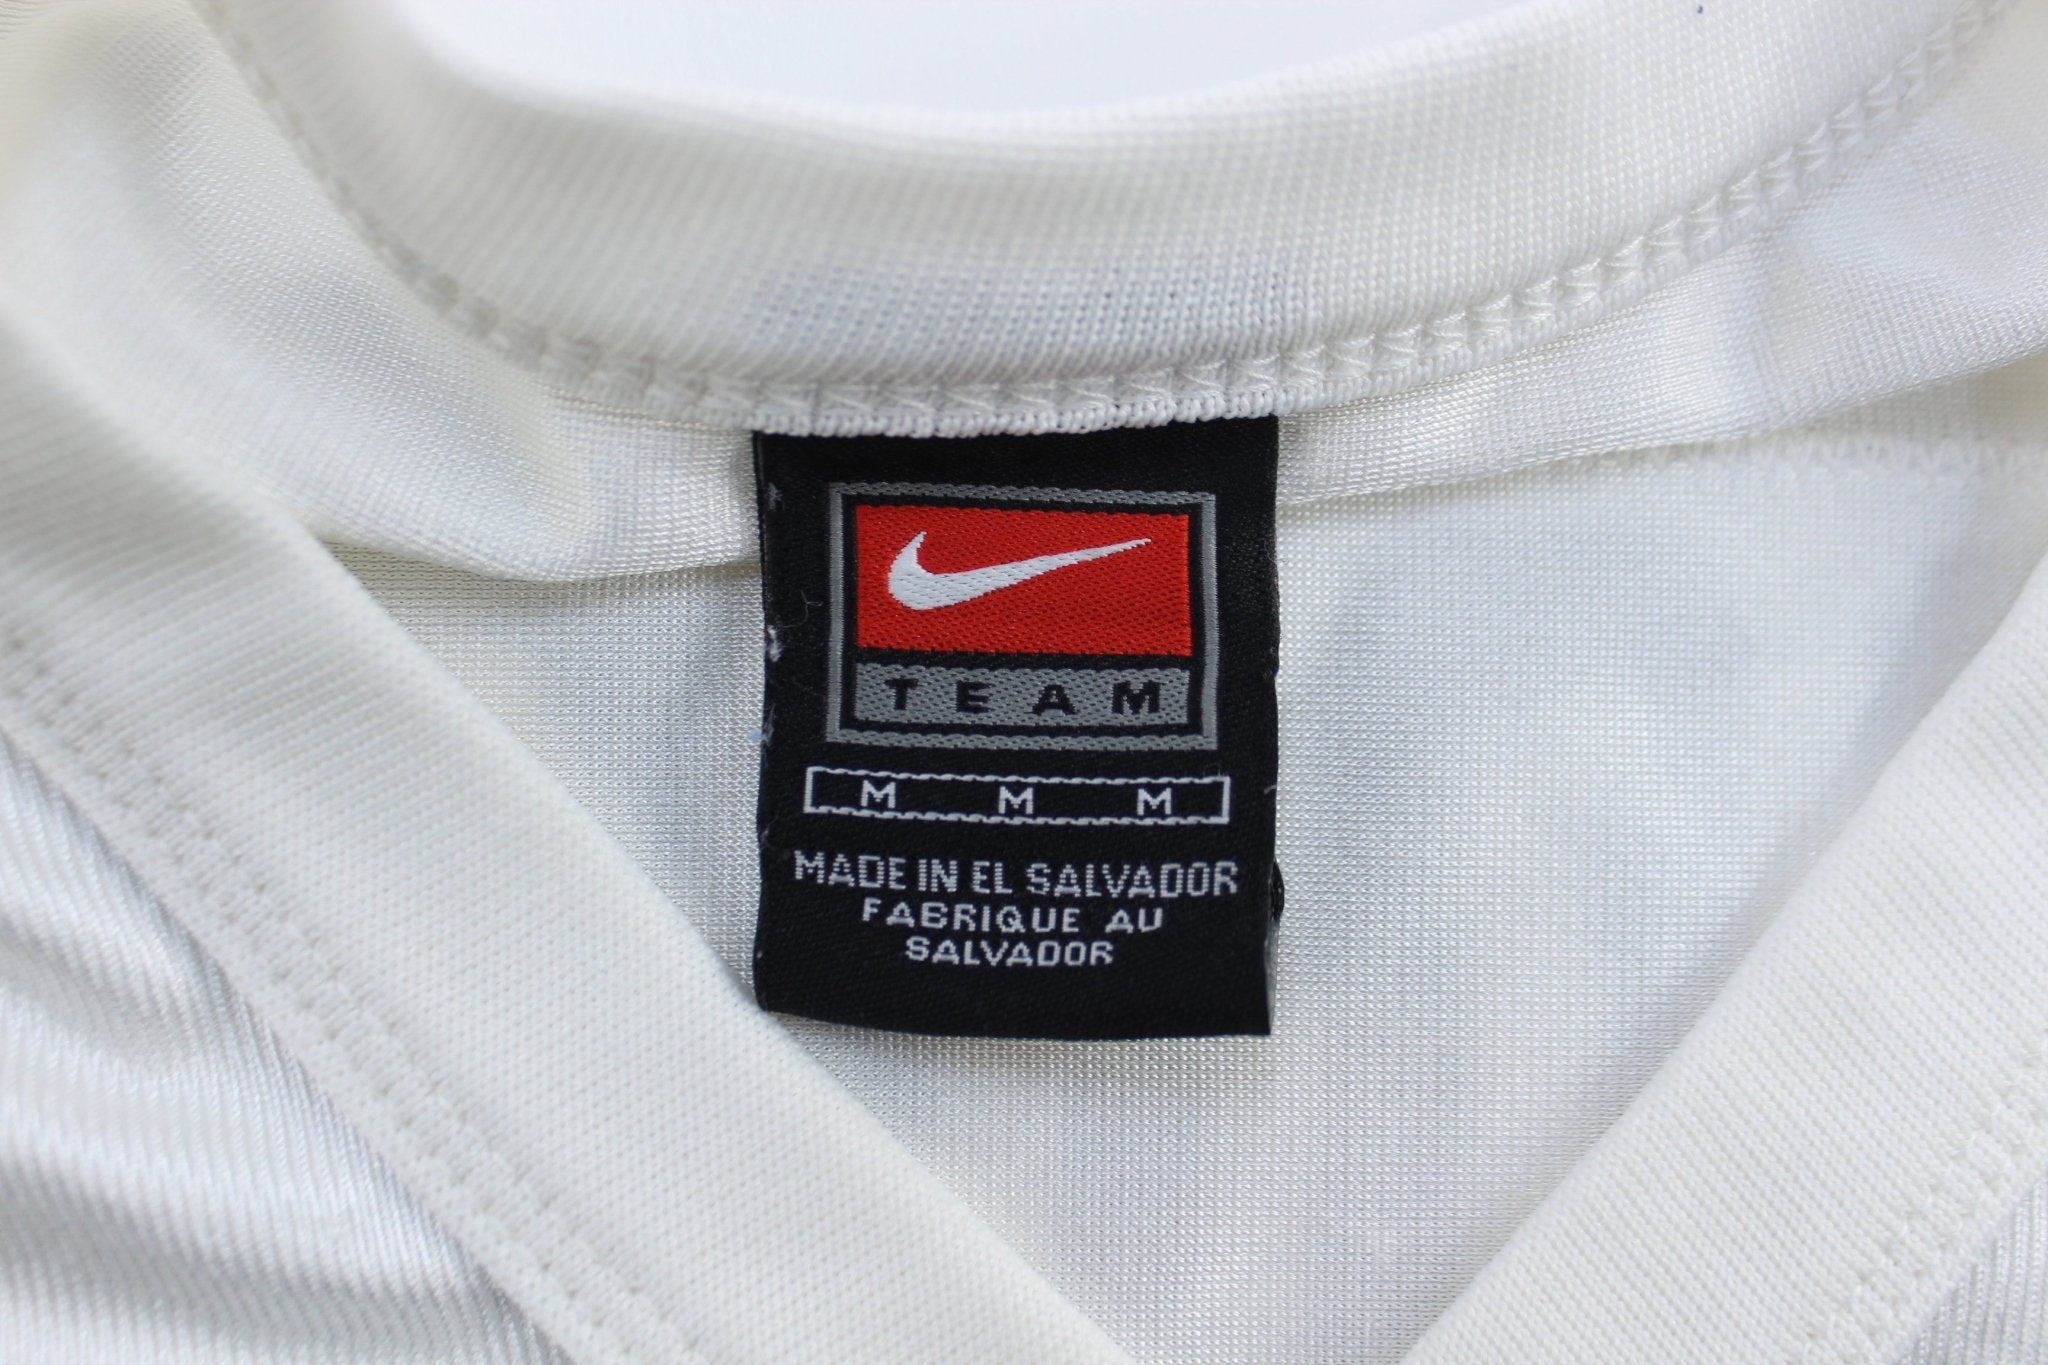 TEAM
M M M
MADE IN EL SALVADOR
FABRIQUE AU
SALVADOR